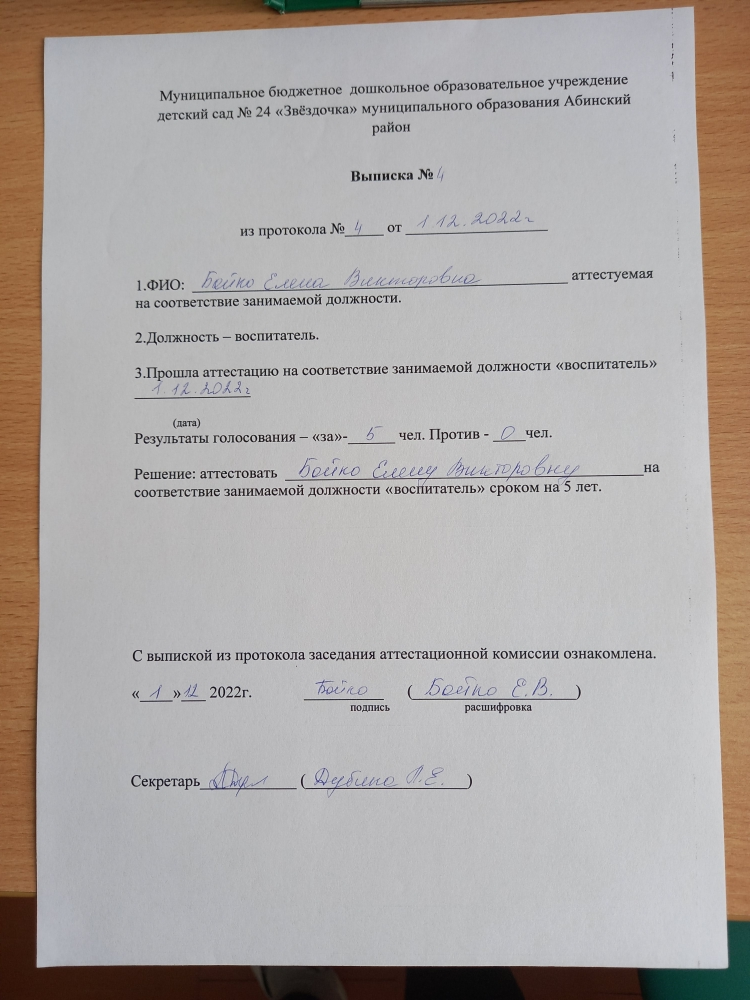 Муниципальное бюджетное дошкольное образовательное учреждение
детский сад № 24 «Звёздочка» муниципального образования Абинский
район
Выписка №4
из протокола № 4 от 1 12.2022г
1.ФИО: Бойко Елена Викторовна аттестуемая
на соответствие занимаемой должности.
2.Должность – воспитатель.
3.Прошла аттестацию на соответствие занимаемой должности «воспитатель»
1.12.2022г
(дата)
Результаты голосования – «за»- 5 чел. Против - 0 чел.
Решение: аттестовать Бойко Елену Викторовну на
соответствие занимаемой должности «воспитатель» сроком на 5 лет.
С выпиской из протокола заседания аттестационной комиссии ознакомлена.
« 1 » 12 2022г. Бойко ( Бойко Е.В. )
подпись расшифровка
Секретарь ( Дубина Л.Е. )